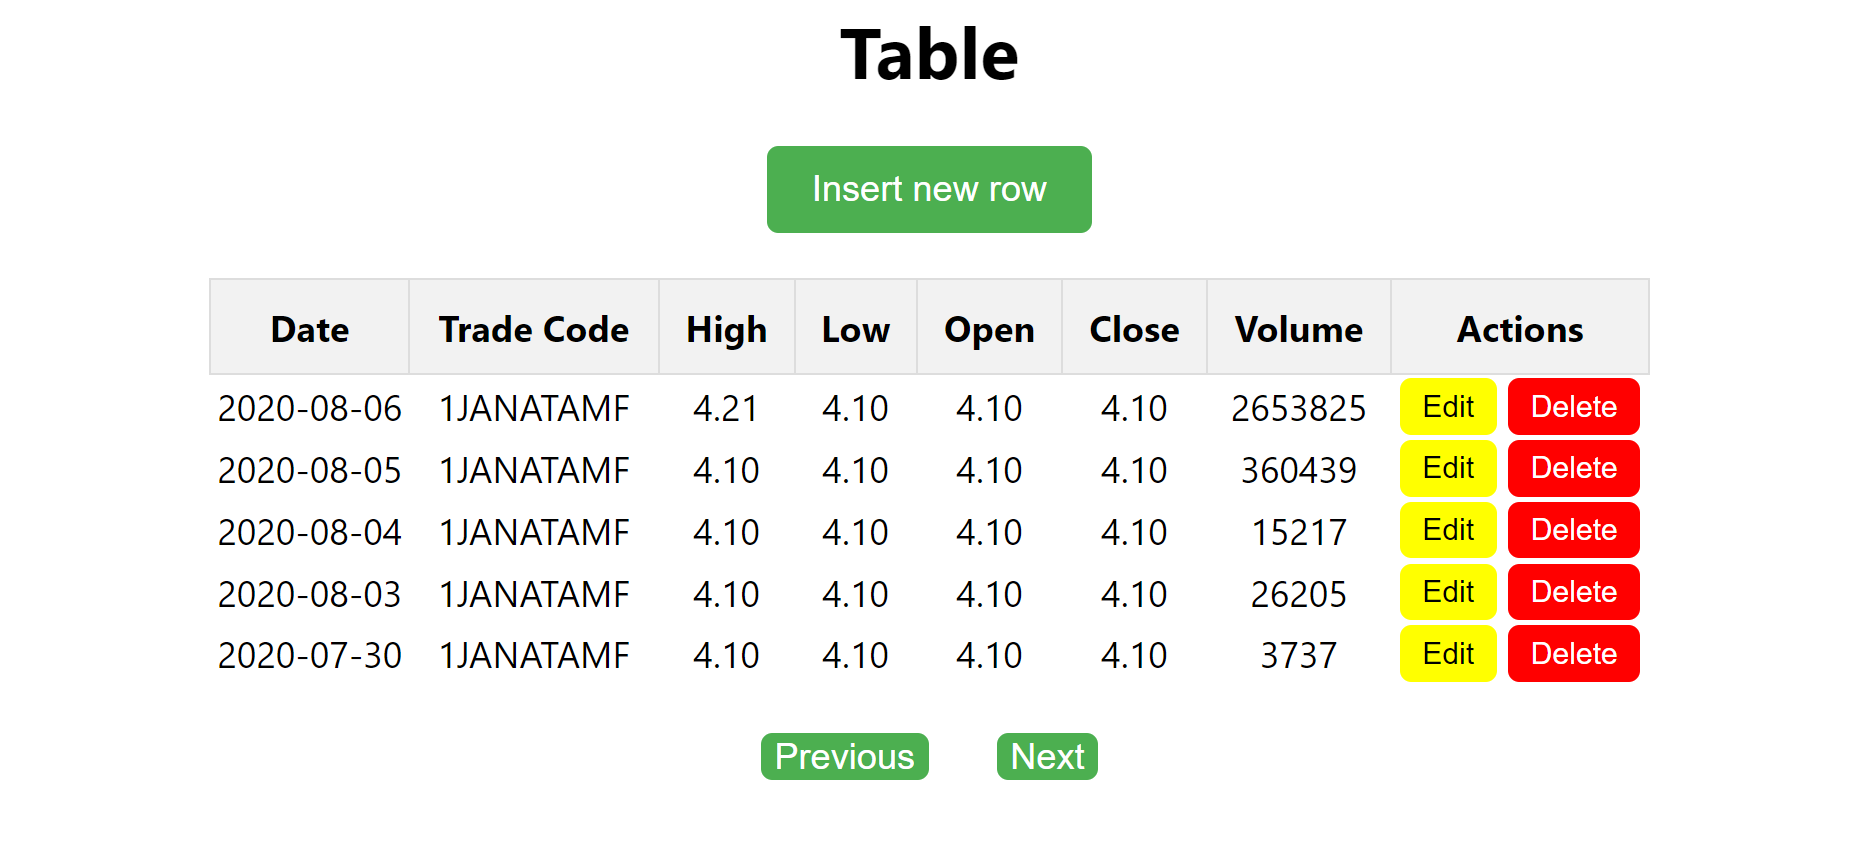 Table
Insert new row
Date Trade Code High Low Open Close Volume Actions
2020-08-06 1JANATAMF 4.21 4.10 4.10 4.10 2653825 Edit Delete
2020-08-05 1JANATAMF 4.10 4.10 4.10 4.10 360439 Edit Delete
2020-08-04 1JANATAMF 4.10 4.10 4.10 4.10 15217 Edit Delete
2020-08-03 1JANATAMF 4.10 4.10 4.10 4.10 26205 Edit Delete
2020-07-30 1JANATAMF 4.10 4.10 4.10 4.10 3737 Edit Delete
Previous Next